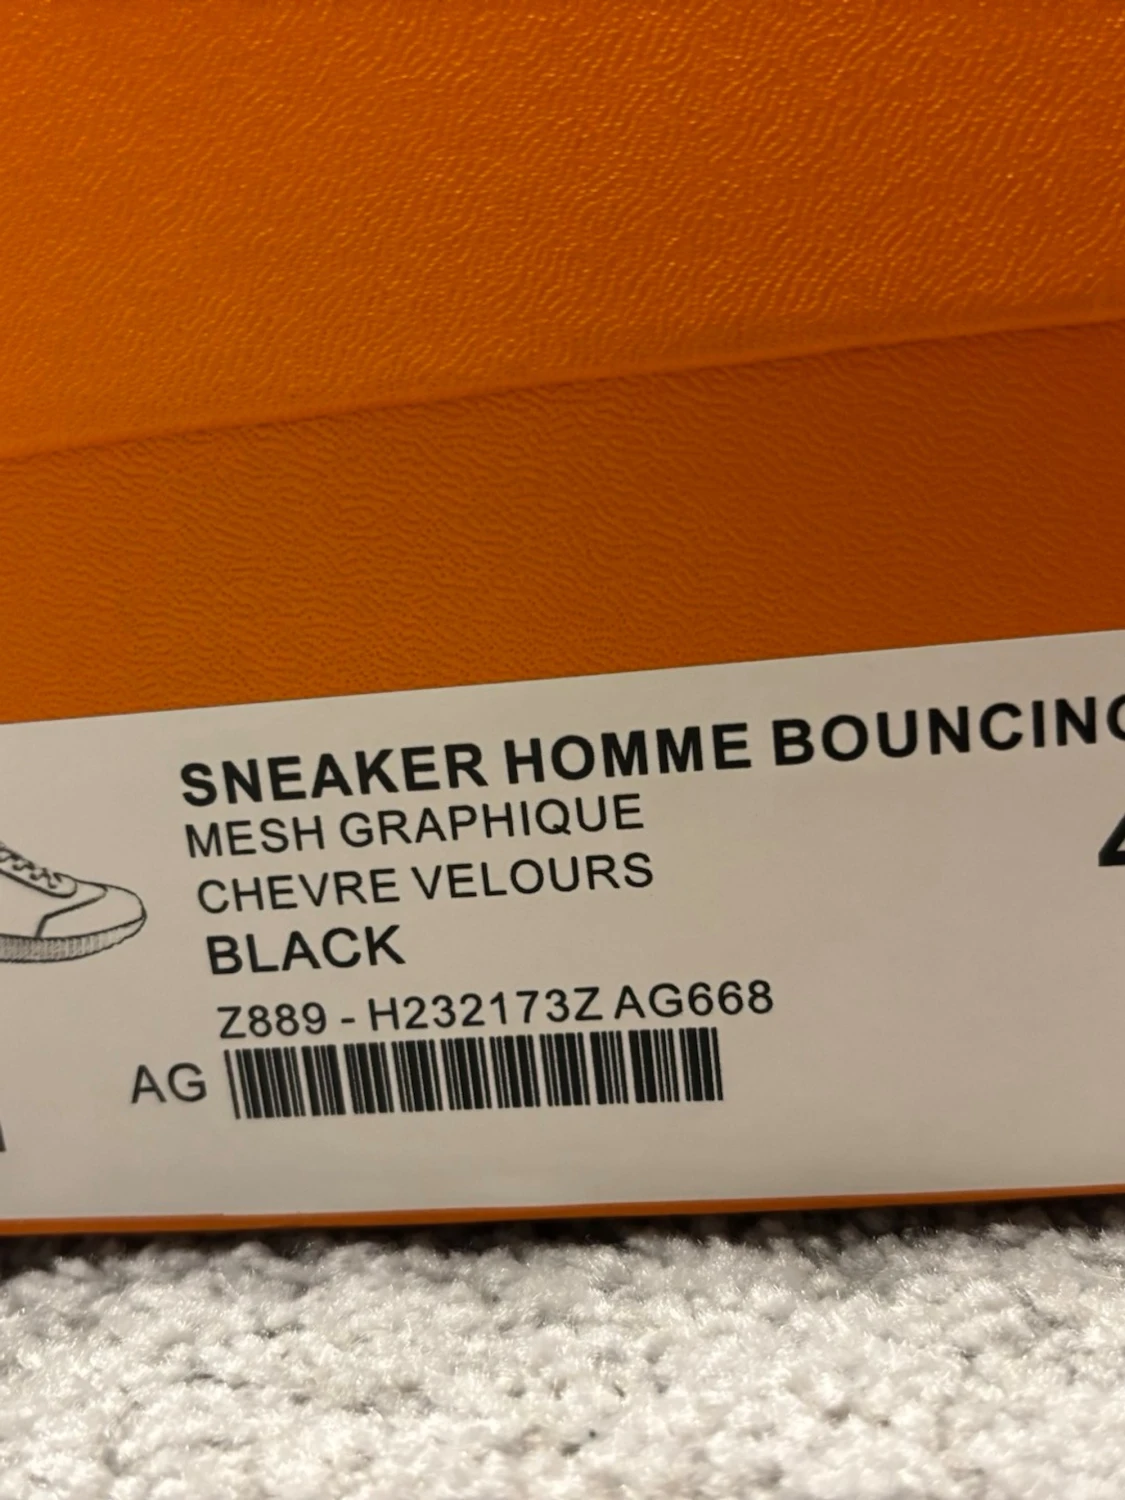 SNEAKER HOMME BOUNCING
MESH GRAPHIQUE
CHEVRE VELOURS
BLACK
Z889 - H232173Z AG668
AG